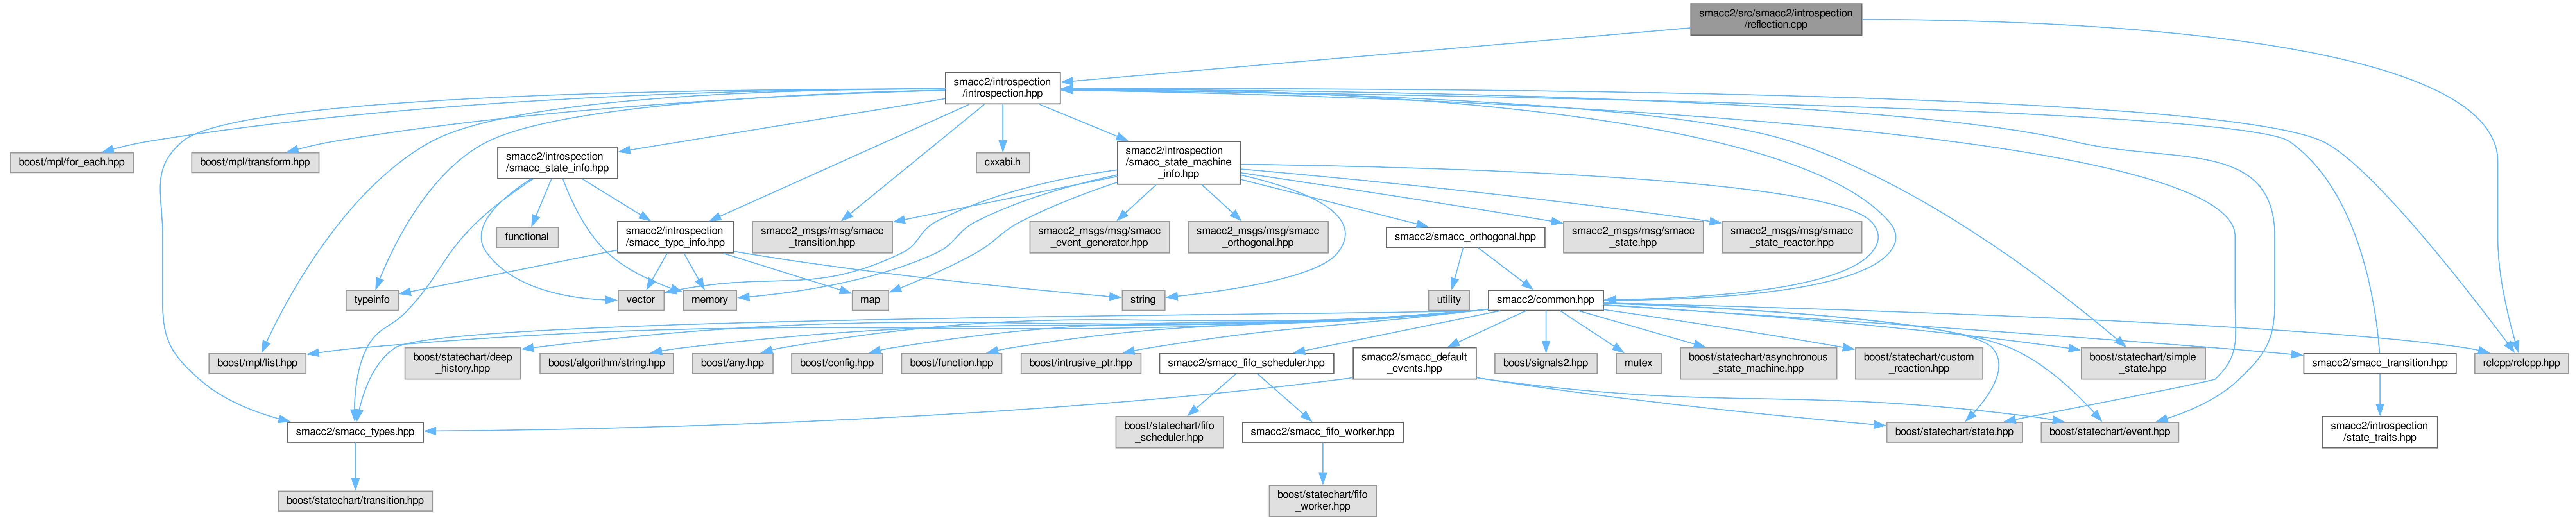 smacc2/src/smacc2/introspection
/reflection.cpp
smacc2/introspection
/introspection.hpp
boost/mpl/for_each.hpp
boost/mpl/transform.hpp
smacc2/introspection
/smacc_state_info.hpp
cxxabi.h
smacc2/introspection
/smacc_state_machine
_info.hpp
functional
smacc2/introspection
/smacc_type_info.hpp
smacc2_msgs/msg/smacc
_transition.hpp
smacc2_msgs/msg/smacc
_event_generator.hpp
smacc2_msgs/msg/smacc
_orthogonal.hpp
smacc2/smacc_orthogonal.hpp
smacc2_msgs/msg/smacc
_state.hpp
smacc2_msgs/msg/smacc
_state_reactor.hpp
typeinfo
vector
memory
map
string
utility
smacc2/common.hpp
boost/mpl/list.hpp
boost/statechart/deep
_history.hpp
boost/algorithm/string.hpp
boost/any.hpp
boost/config.hpp
boost/function.hpp
boost/intrusive_ptr.hpp
smacc2/smacc_fifo_scheduler.hpp
smacc2/smacc_default
_events.hpp
boost/signals2.hpp
mutex
boost/statechart/asynchronous
_state_machine.hpp
boost/statechart/custom
_reaction.hpp
boost/statechart/simple
_state.hpp
smacc2/smacc_transition.hpp
rclcpp/rclcpp.hpp
smacc2/smacc_types.hpp
boost/statechart/fifo
_scheduler.hpp
smacc2/smacc_fifo_worker.hpp
boost/statechart/state.hpp
boost/statechart/event.hpp
smacc2/introspection
/state_traits.hpp
boost/statechart/transition.hpp
boost/statechart/fifo
_worker.hpp